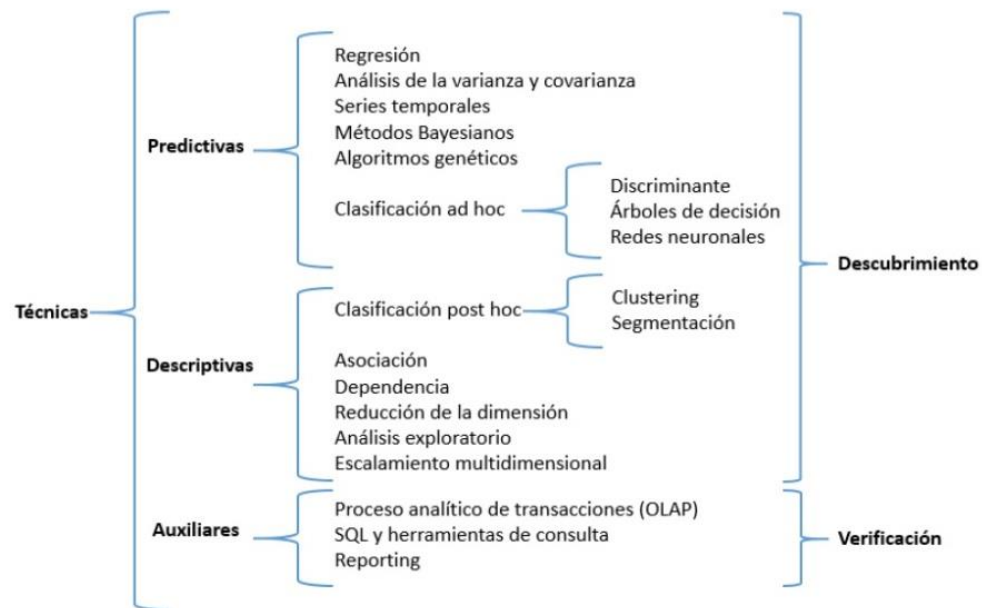 Técnicas
Predictivas
Regresión
Análisis de la varianza y covarianza
Series temporales
Métodos Bayesianos
Algoritmos genéticos
Clasificación ad hoc
Discriminante
Árboles de decisión
Redes neuronales
Descriptivas
Clasificación post hoc
Clustering
Segmentación
Asociación
Dependencia
Reducción de la dimensión
Análisis exploratorio
Escalamiento multidimensional
Descubrimiento
Auxiliares
Proceso analítico de transacciones (OLAP)
SQL y herramientas de consulta
Reporting
Verificación